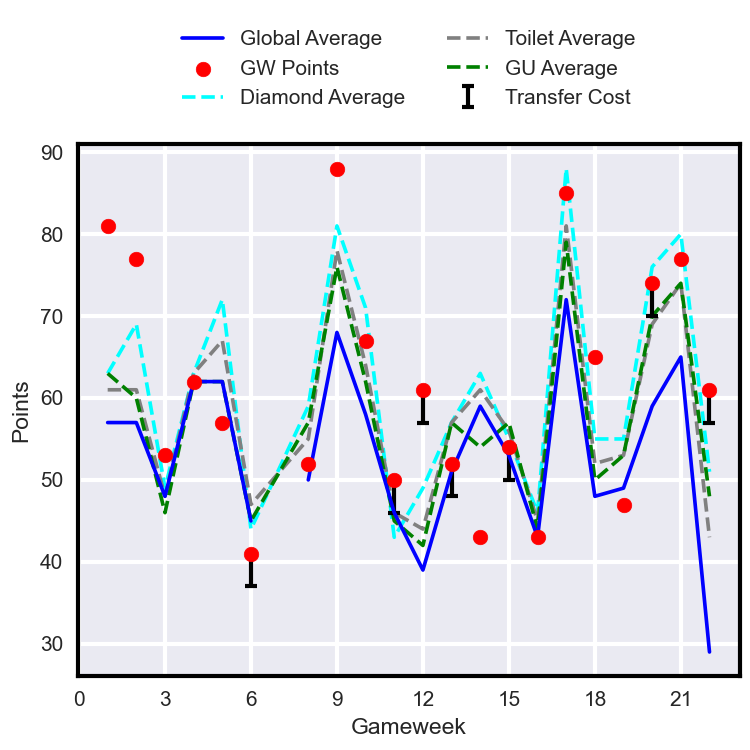 Global Average
GW Points
Diamond Average
Toilet Average
GU Average
Transfer Cost
90
80
70
60
50
40
30
Points
0 3 6 9 12 15 18 21
Gameweek